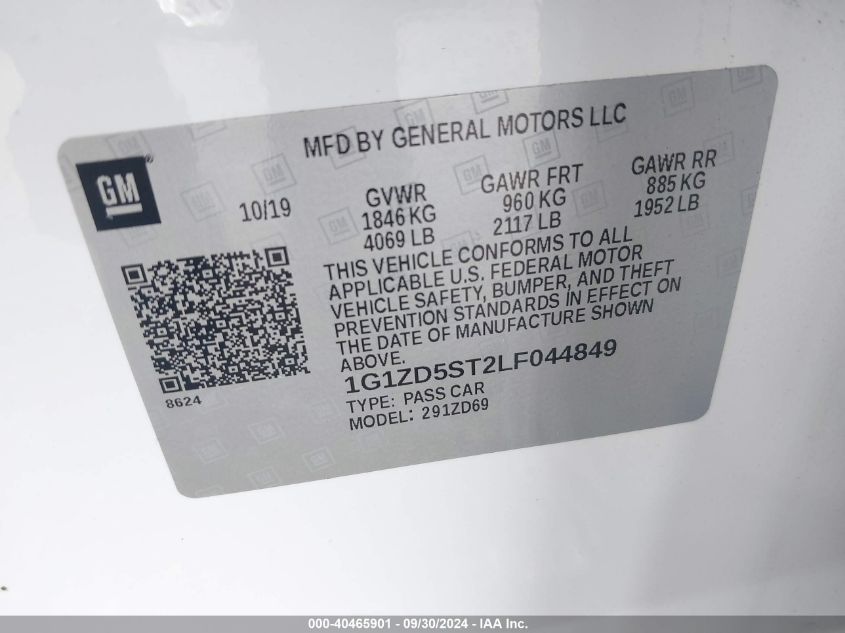 MFD BY GENERAL MOTORS LLC
GM
®
10/19
GVWR
1846 KG
4069 LB
GAWR FRT
960 KG
2117 LB
GAWR RR
885 KG
1952 LB
THIS VEHICLE CONFORMS TO ALL
APPLICABLE U.S. FEDERAL MOTOR
VEHICLE SAFETY, BUMPER, AND THEFT
PREVENTION STANDARDS IN EFFECT ON
THE DATE OF MANUFACTURE SHOWN
ABOVE.
8624
1G1ZD5ST2LF044849
TYPE: PASS CAR
MODEL: 291ZD69
000-40465901 - 09/30/2024 - IAA Inc.